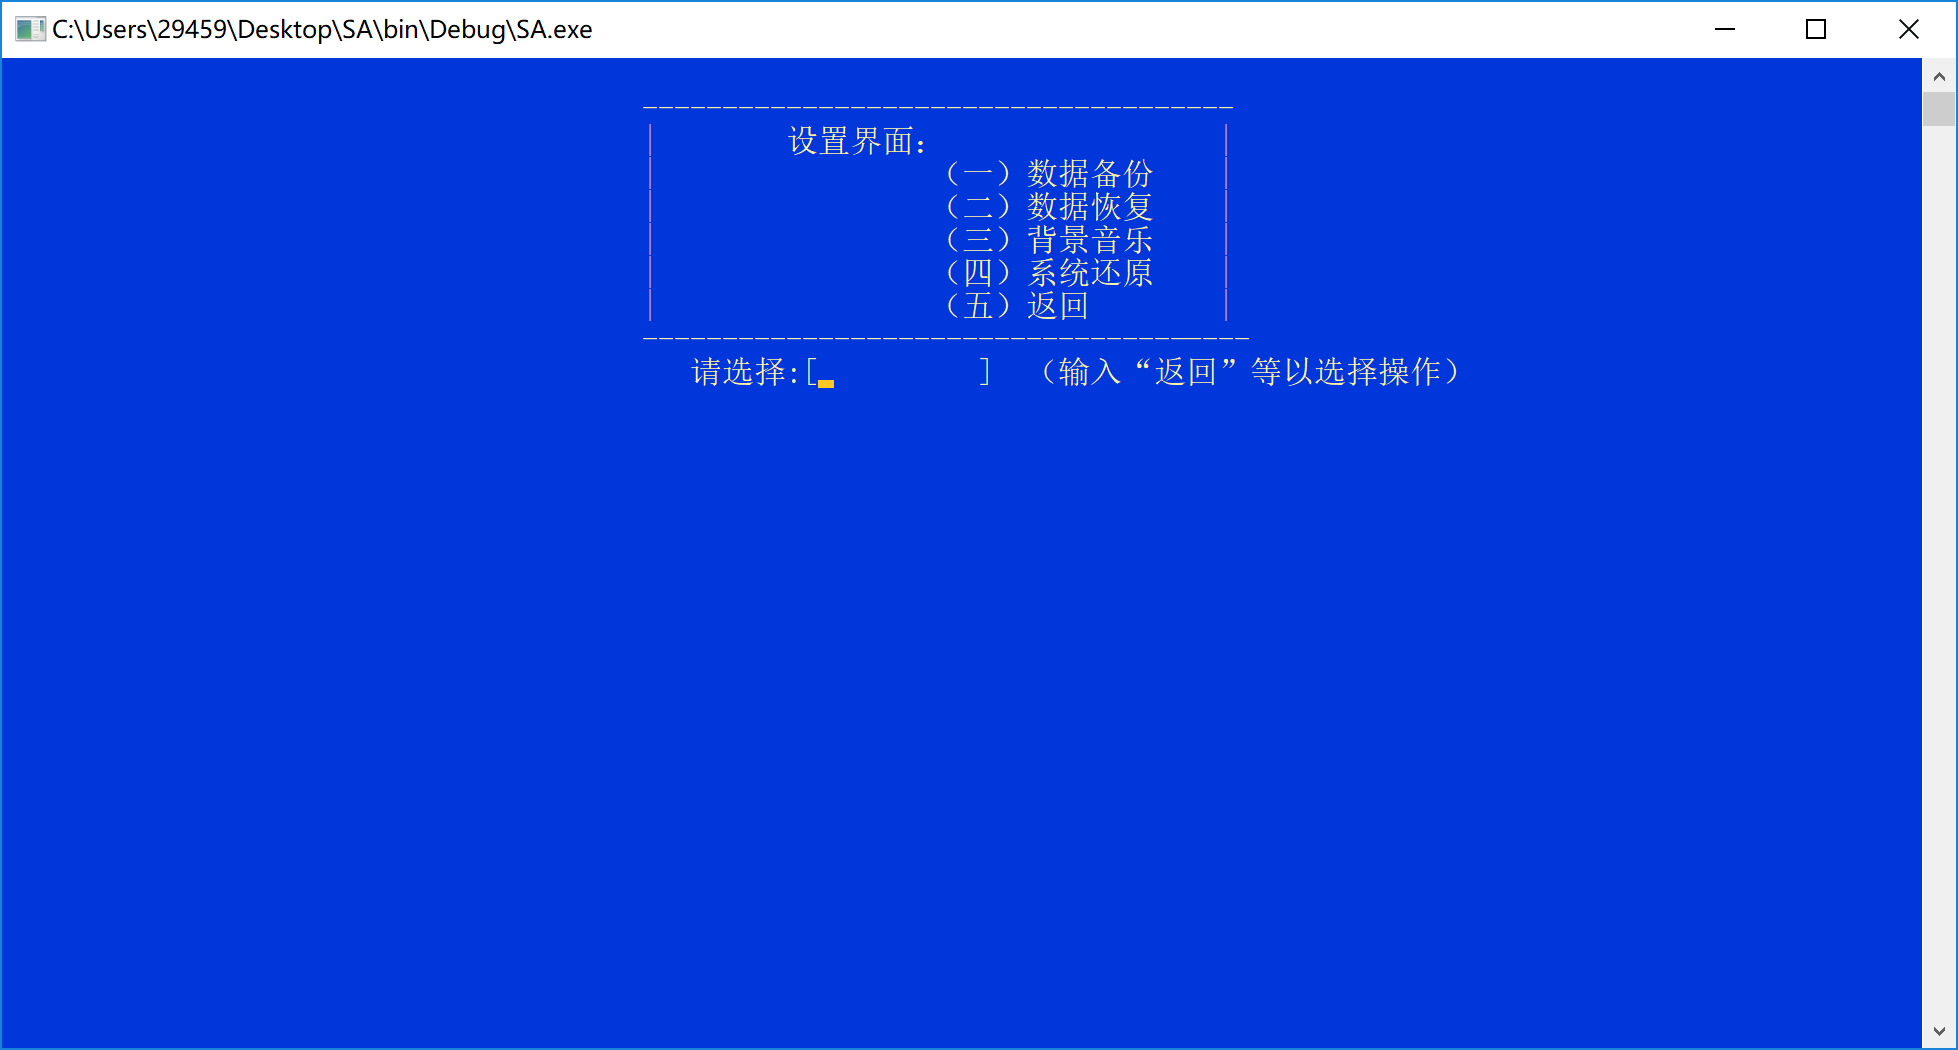 C:\Users\29459\Desktop\SA\bin\Debug\SA.exe
设置界面：
（一）数据备份
（二）数据恢复
（三）背景音乐
（四）系统还原
（五）返回
请选择:[ ] （输入“返回”等以选择操作）